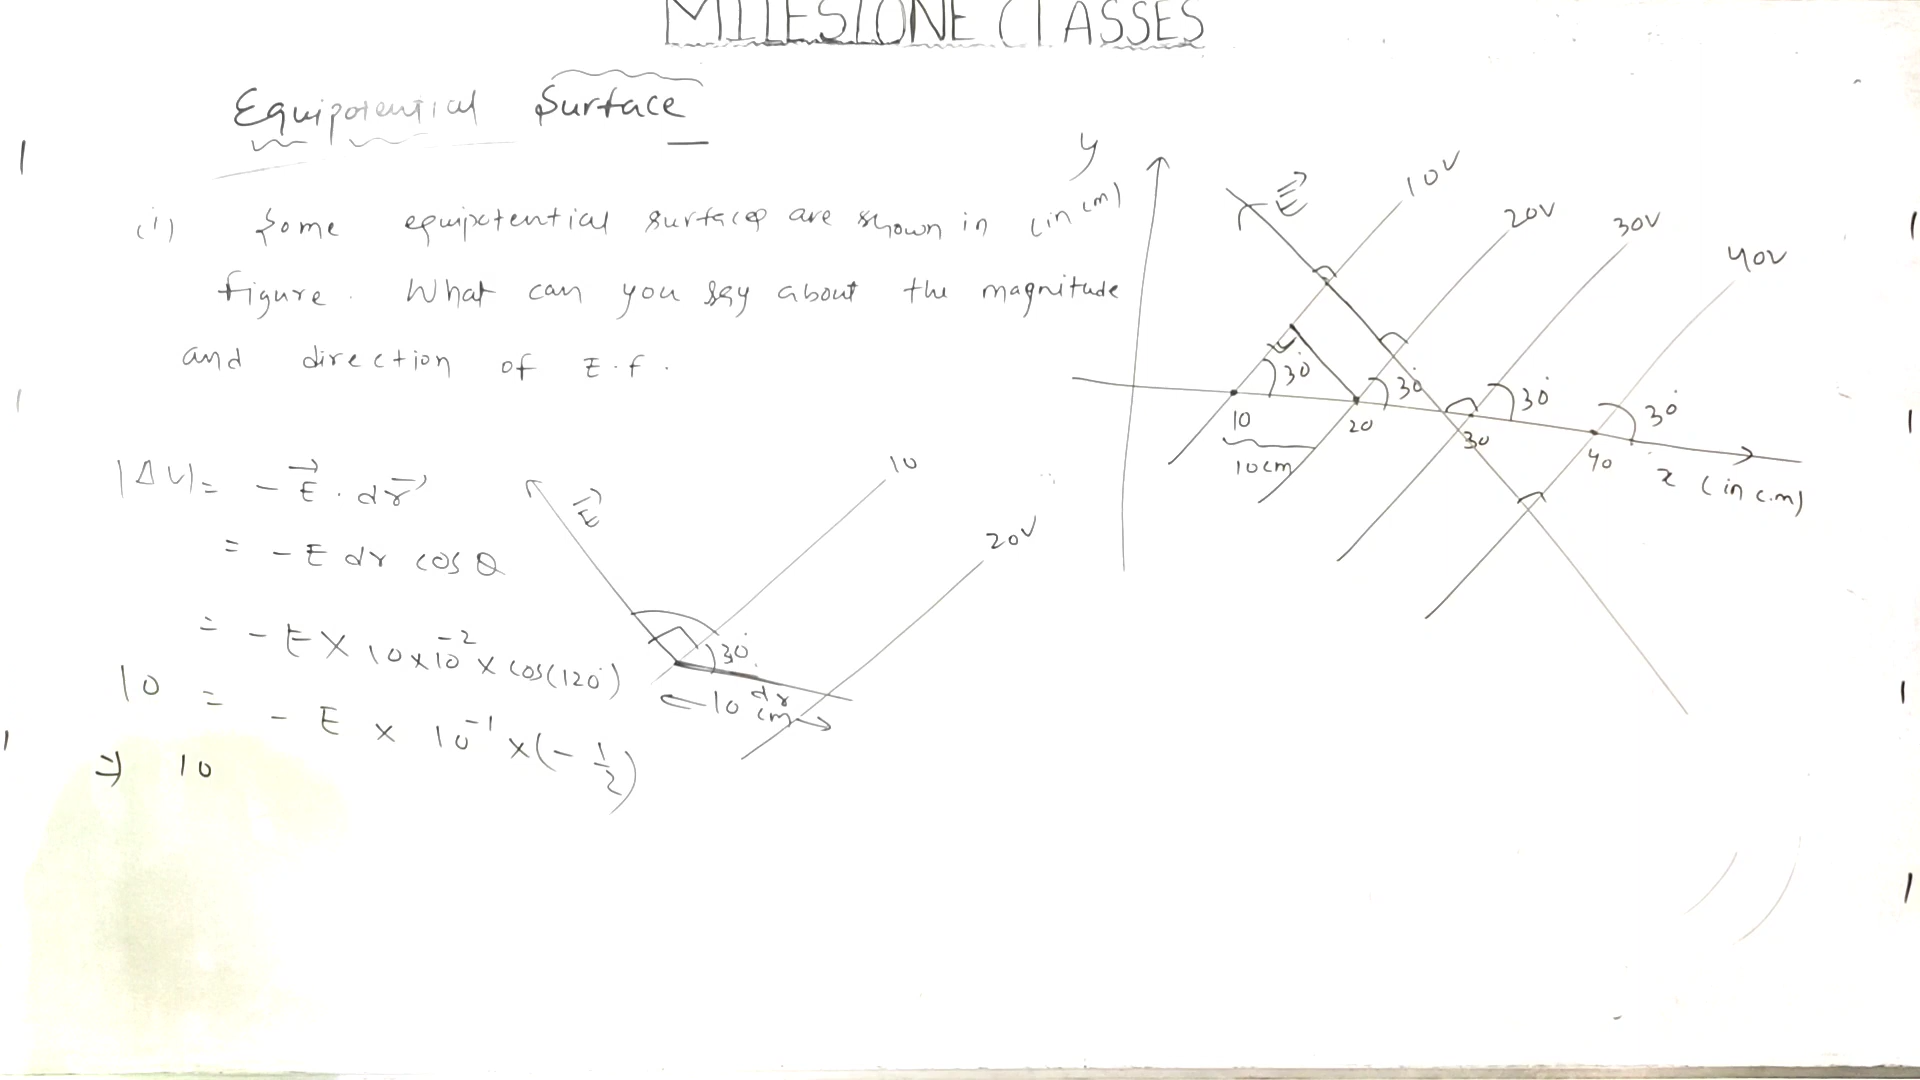 MILESTONE CLASSES
Equipotential Surface
(i) Some equipotential surfaces are shown in
figure. What can you say about the magnitude
and direction of E.f.
|ΔV| = - E⃗ . dr⃗
= - E dr cos θ
= - E × 10×10⁻² × cos(120°)
10 = - E × 10⁻¹ × (- 1/2)
⇒ 10
E⃗
10
20V
30°
dr
10 cm
y
(in cm)
E⃗
10V
20V
30V
40V
30°
30°
30°
30°
10
20
30
40
10cm
x (in c.m)